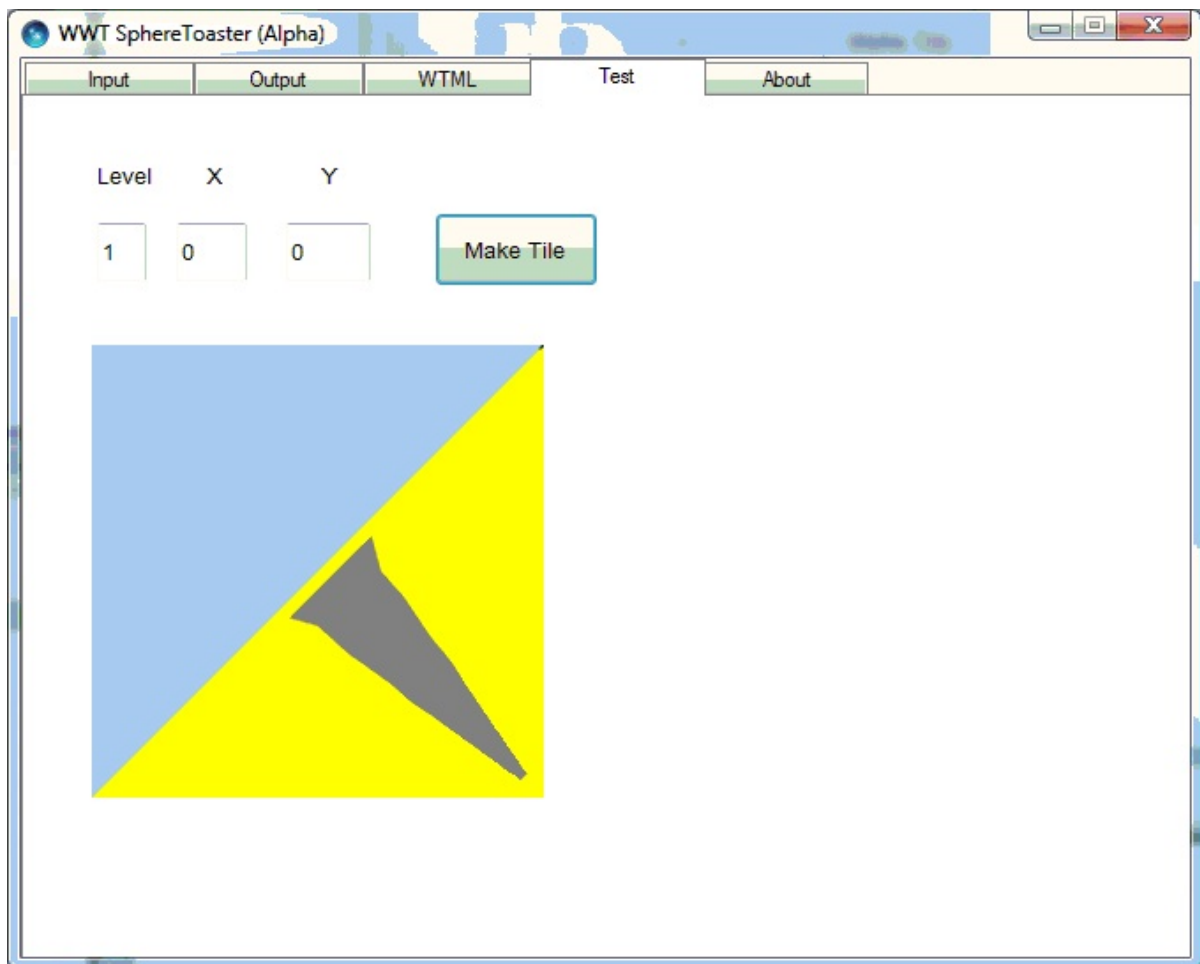 WWT SphereToaster (Alpha)
Input Output WTML Test About
Level X Y
1 0 0 Make Tile